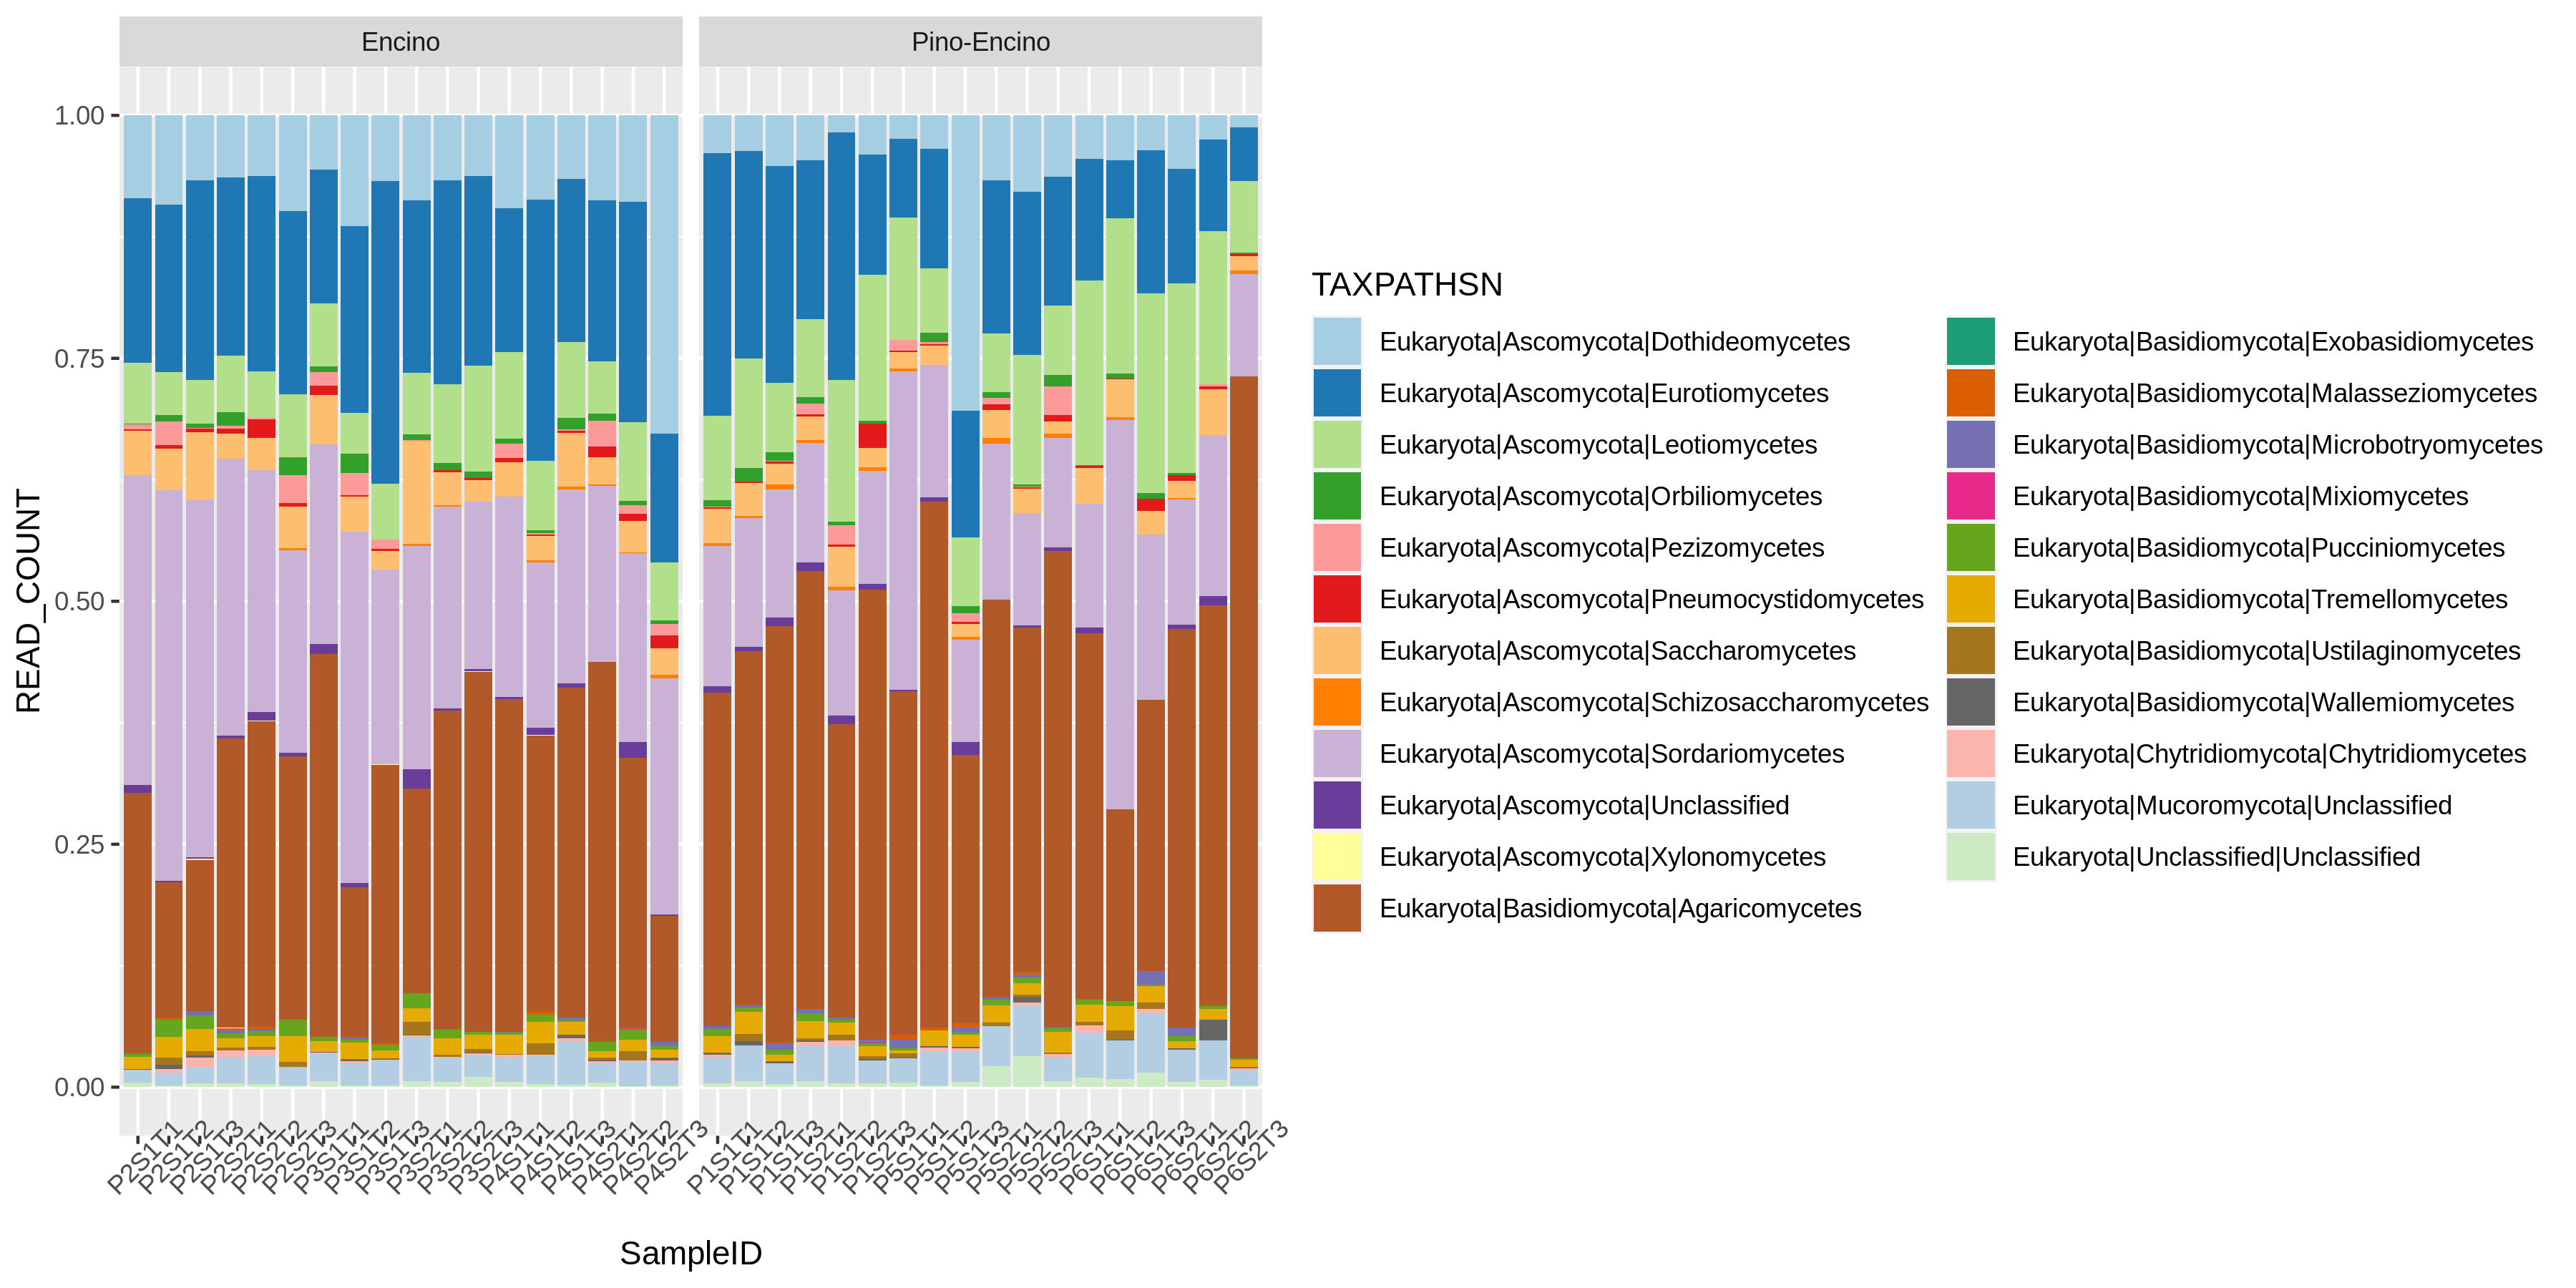 Encino
Pino-Encino
1.00
0.75
0.50
0.25
0.00
READ_COUNT
P2S1T1
P2S1T2
P2S1T3
P2S2T1
P2S2T2
P2S2T3
P3S1T1
P3S1T2
P3S1T3
P3S2T1
P3S2T2
P3S2T3
P4S1T1
P4S1T2
P4S1T3
P4S2T1
P4S2T2
P4S2T3
P1S1T1
P1S1T2
P1S1T3
P1S2T1
P1S2T2
P1S2T3
P5S1T1
P5S1T2
P5S1T3
P5S2T1
P5S2T2
P5S2T3
P6S1T1
P6S1T2
P6S1T3
P6S2T1
P6S2T2
P6S2T3
SampleID
TAXPATHSN
Eukaryota|Ascomycota|Dothideomycetes
Eukaryota|Ascomycota|Eurotiomycetes
Eukaryota|Ascomycota|Leotiomycetes
Eukaryota|Ascomycota|Orbiliomycetes
Eukaryota|Ascomycota|Pezizomycetes
Eukaryota|Ascomycota|Pneumocystidomycetes
Eukaryota|Ascomycota|Saccharomycetes
Eukaryota|Ascomycota|Schizosaccharomycetes
Eukaryota|Ascomycota|Sordariomycetes
Eukaryota|Ascomycota|Unclassified
Eukaryota|Ascomycota|Xylonomycetes
Eukaryota|Basidiomycota|Agaricomycetes
Eukaryota|Basidiomycota|Exobasidiomycetes
Eukaryota|Basidiomycota|Malasseziomycetes
Eukaryota|Basidiomycota|Microbotryomycetes
Eukaryota|Basidiomycota|Mixiomycetes
Eukaryota|Basidiomycota|Pucciniomycetes
Eukaryota|Basidiomycota|Tremellomycetes
Eukaryota|Basidiomycota|Ustilaginomycetes
Eukaryota|Basidiomycota|Wallemiomycetes
Eukaryota|Chytridiomycota|Chytridiomycetes
Eukaryota|Mucoromycota|Unclassified
Eukaryota|Unclassified|Unclassified